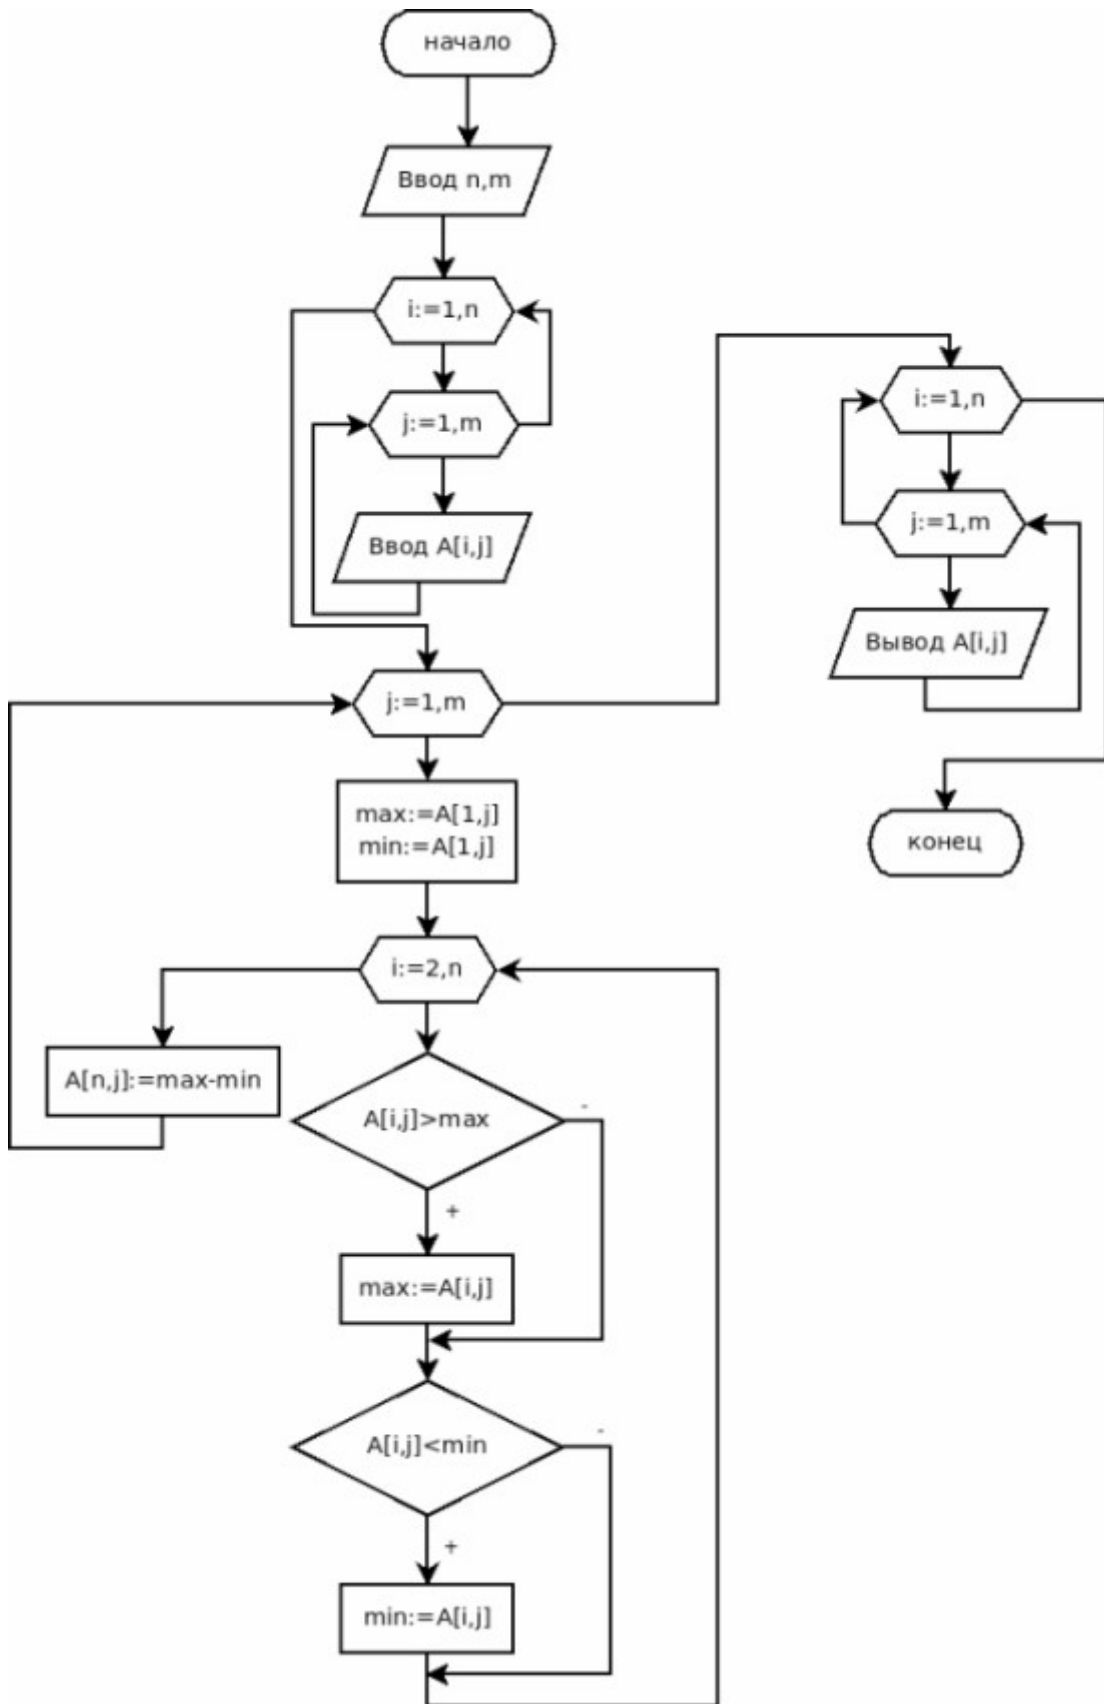 начало
Ввод n,m
i:=1,n
j:=1,m
Ввод A[i,j]
j:=1,m
max:=A[1,j]
min:=A[1,j]
i:=2,n
A[n,j]:=max-min
A[i,j]>max
-
+
max:=A[i,j]
A[i,j]<min
-
+
min:=A[i,j]
i:=1,n
j:=1,m
Вывод A[i,j]
конец